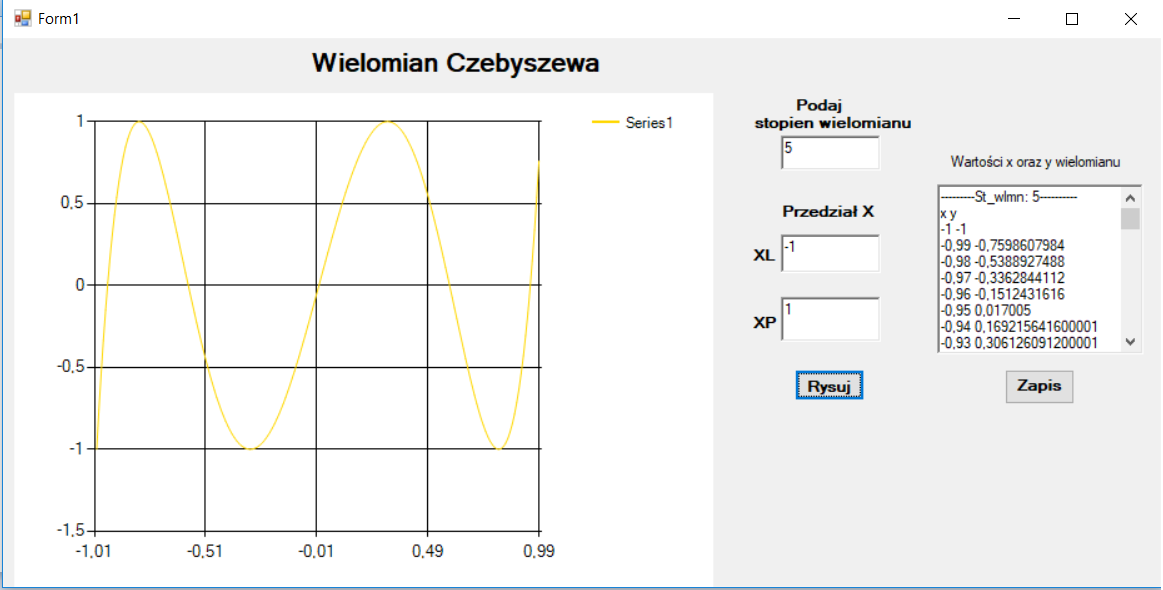 Form1
Wielomian Czebyszewa
1
0,5
0
-0,5
-1
-1,5
-1,01
-0,51
-0,01
0,49
0,99
Series1
Podaj
stopien wielomianu
5
Przedział X
XL
-1
XP
1
Rysuj
Wartości x oraz y wielomianu
---------St_wlmn: 5----------
x y
-1 -1
-0,99 -0,7598607984
-0,98 -0,5388927488
-0,97 -0,3362844112
-0,96 -0,1512431616
-0,95 0,017005
-0,94 0,169215641600001
-0,93 0,306126091200001
Zapis